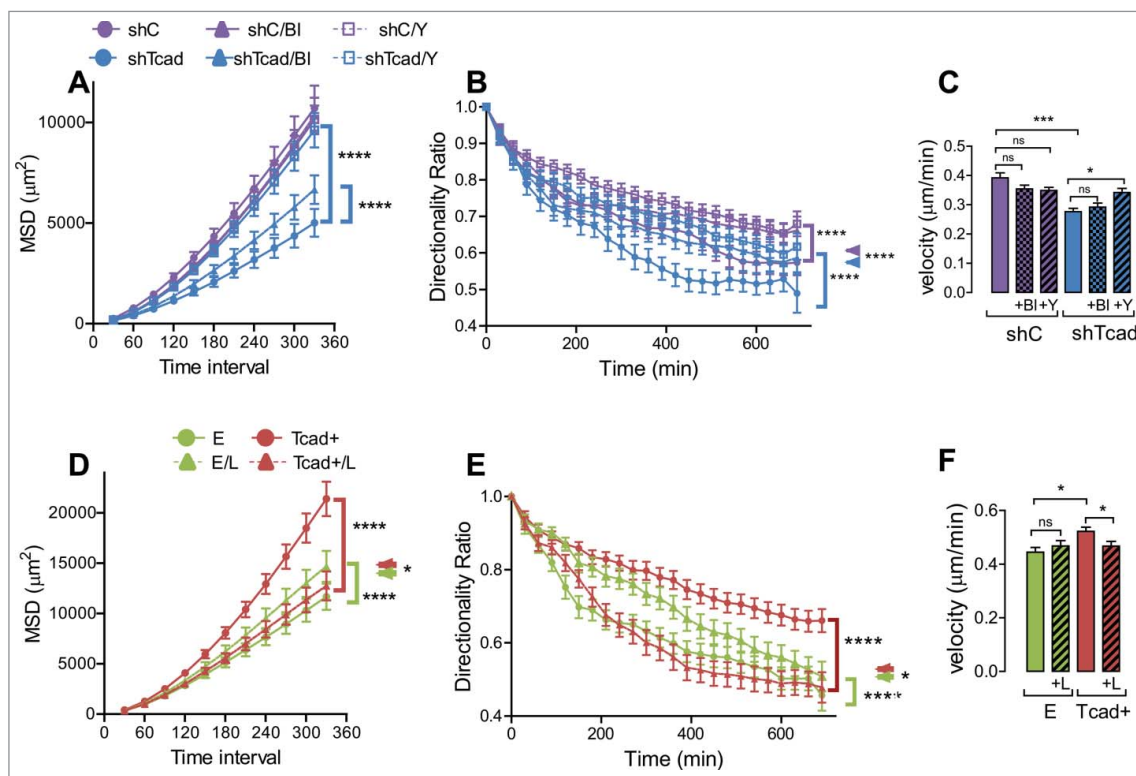 shC shC/Bl shC/Y
shTcad shTcad/Bl shTcad/Y
A
MSD (µm²)
10000
5000
0
0 60 120 180 240 300 360
Time interval
****
****
B
Directionality Ratio
1.0
0.9
0.8
0.7
0.6
0.5
0.4
0 200 400 600
Time (min)
****
****
****
C
velocity (µm/min)
0.5
0.4
0.3
0.2
0.1
0.0
***
ns
ns
*
ns
+Bl +Y +Bl +Y
shC shTcad
E Tcad+
E/L Tcad+/L
D
MSD (µm²)
20000
15000
10000
5000
0
0 60 120 180 240 300 360
Time interval
****
*
****
E
Directionality Ratio
1.0
0.8
0.6
0.4
0 200 400 600
Time (min)
****
*
****
F
velocity (µm/min)
0.6
0.4
0.2
0.0
*
ns
*
+L +L
E Tcad+